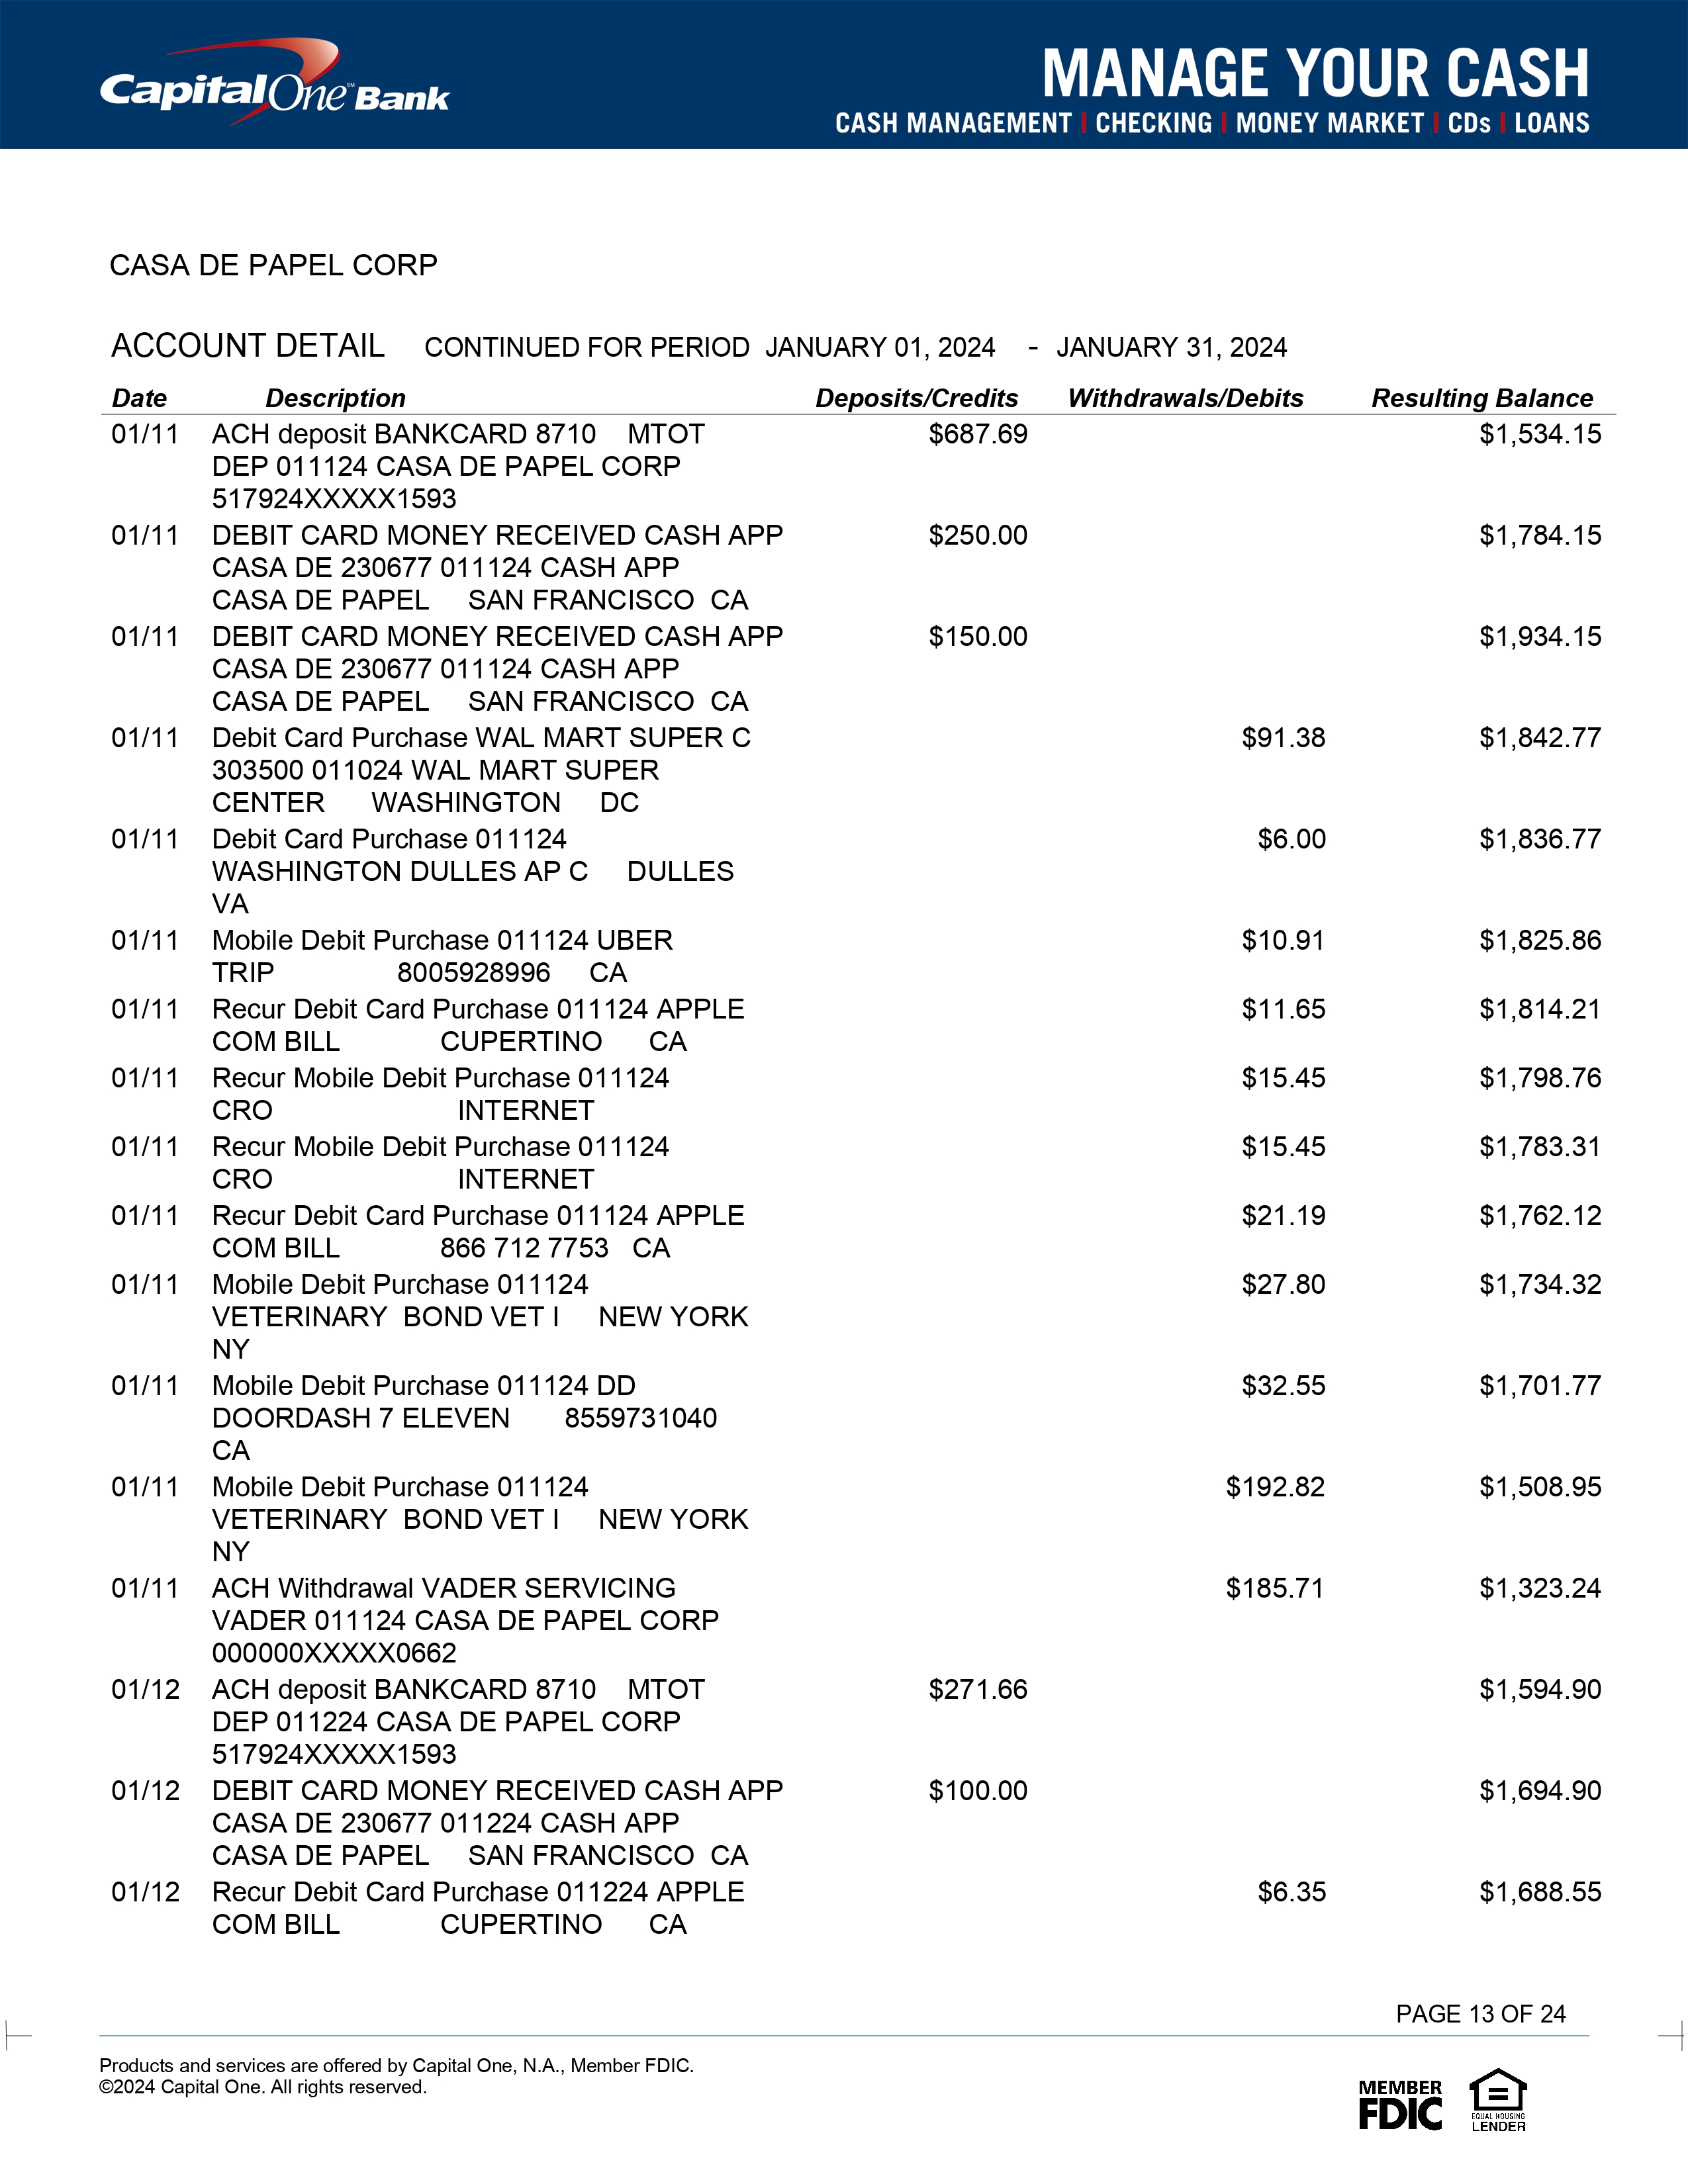 CapitalOne℠ Bank
MANAGE YOUR CASH
CASH MANAGEMENT | CHECKING | MONEY MARKET | CDs | LOANS
CASA DE PAPEL CORP
ACCOUNT DETAIL CONTINUED FOR PERIOD JANUARY 01, 2024 - JANUARY 31, 2024
Date Description Deposits/Credits Withdrawals/Debits Resulting Balance
01/11 ACH deposit BANKCARD 8710 MTOT $687.69 $1,534.15
DEP 011124 CASA DE PAPEL CORP
517924XXXXX1593
01/11 DEBIT CARD MONEY RECEIVED CASH APP $250.00 $1,784.15
CASA DE 230677 011124 CASH APP
CASA DE PAPEL SAN FRANCISCO CA
01/11 DEBIT CARD MONEY RECEIVED CASH APP $150.00 $1,934.15
CASA DE 230677 011124 CASH APP
CASA DE PAPEL SAN FRANCISCO CA
01/11 Debit Card Purchase WAL MART SUPER C $91.38 $1,842.77
303500 011024 WAL MART SUPER
CENTER WASHINGTON DC
01/11 Debit Card Purchase 011124 $6.00 $1,836.77
WASHINGTON DULLES AP C DULLES
VA
01/11 Mobile Debit Purchase 011124 UBER $10.91 $1,825.86
TRIP 8005928996 CA
01/11 Recur Debit Card Purchase 011124 APPLE $11.65 $1,814.21
COM BILL CUPERTINO CA
01/11 Recur Mobile Debit Purchase 011124 $15.45 $1,798.76
CRO INTERNET
01/11 Recur Mobile Debit Purchase 011124 $15.45 $1,783.31
CRO INTERNET
01/11 Recur Debit Card Purchase 011124 APPLE $21.19 $1,762.12
COM BILL 866 712 7753 CA
01/11 Mobile Debit Purchase 011124 $27.80 $1,734.32
VETERINARY BOND VET I NEW YORK
NY
01/11 Mobile Debit Purchase 011124 DD $32.55 $1,701.77
DOORDASH 7 ELEVEN 8559731040
CA
01/11 Mobile Debit Purchase 011124 $192.82 $1,508.95
VETERINARY BOND VET I NEW YORK
NY
01/11 ACH Withdrawal VADER SERVICING $185.71 $1,323.24
VADER 011124 CASA DE PAPEL CORP
000000XXXXX0662
01/12 ACH deposit BANKCARD 8710 MTOT $271.66 $1,594.90
DEP 011224 CASA DE PAPEL CORP
517924XXXXX1593
01/12 DEBIT CARD MONEY RECEIVED CASH APP $100.00 $1,694.90
CASA DE 230677 011224 CASH APP
CASA DE PAPEL SAN FRANCISCO CA
01/12 Recur Debit Card Purchase 011224 APPLE $6.35 $1,688.55
COM BILL CUPERTINO CA
PAGE 13 OF 24
Products and services are offered by Capital One, N.A., Member FDIC.
©2024 Capital One. All rights reserved.
MEMBER
FDIC
EQUAL HOUSING
LENDER